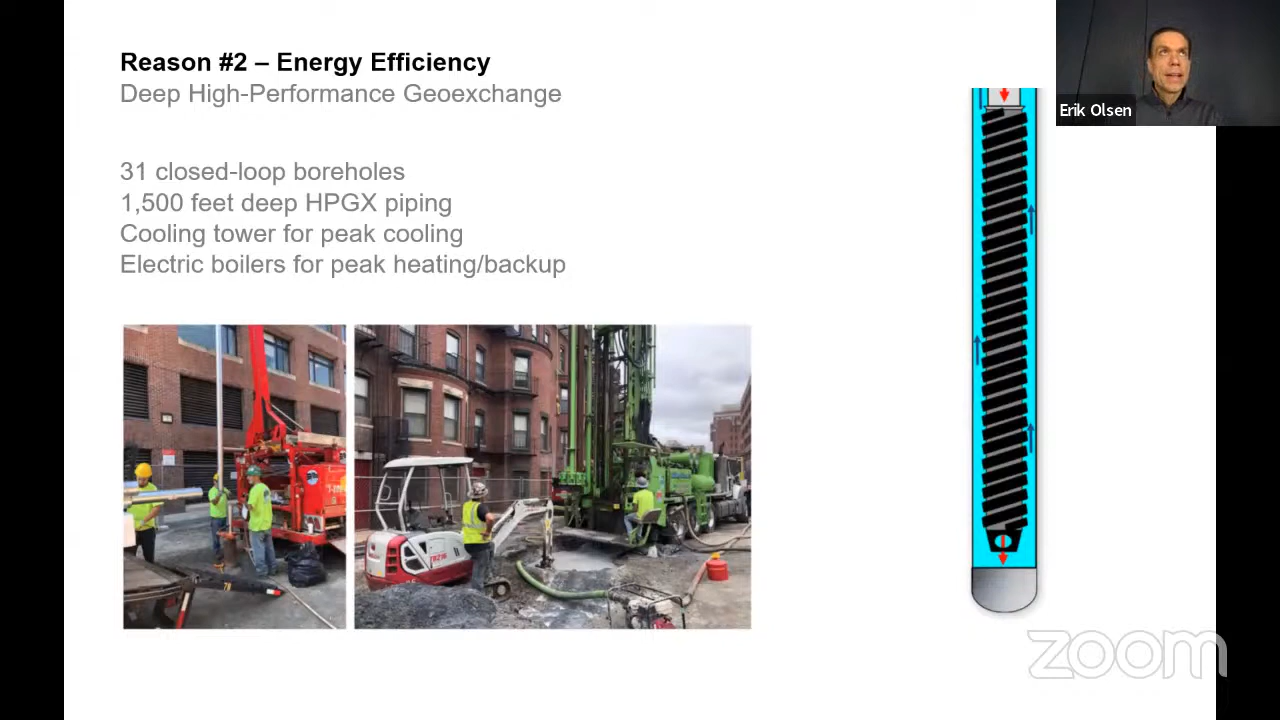 Reason #2 – Energy Efficiency
Deep High-Performance Geoexchange
31 closed-loop boreholes
1,500 feet deep HPGX piping
Cooling tower for peak cooling
Electric boilers for peak heating/backup
Erik Olsen
zoom